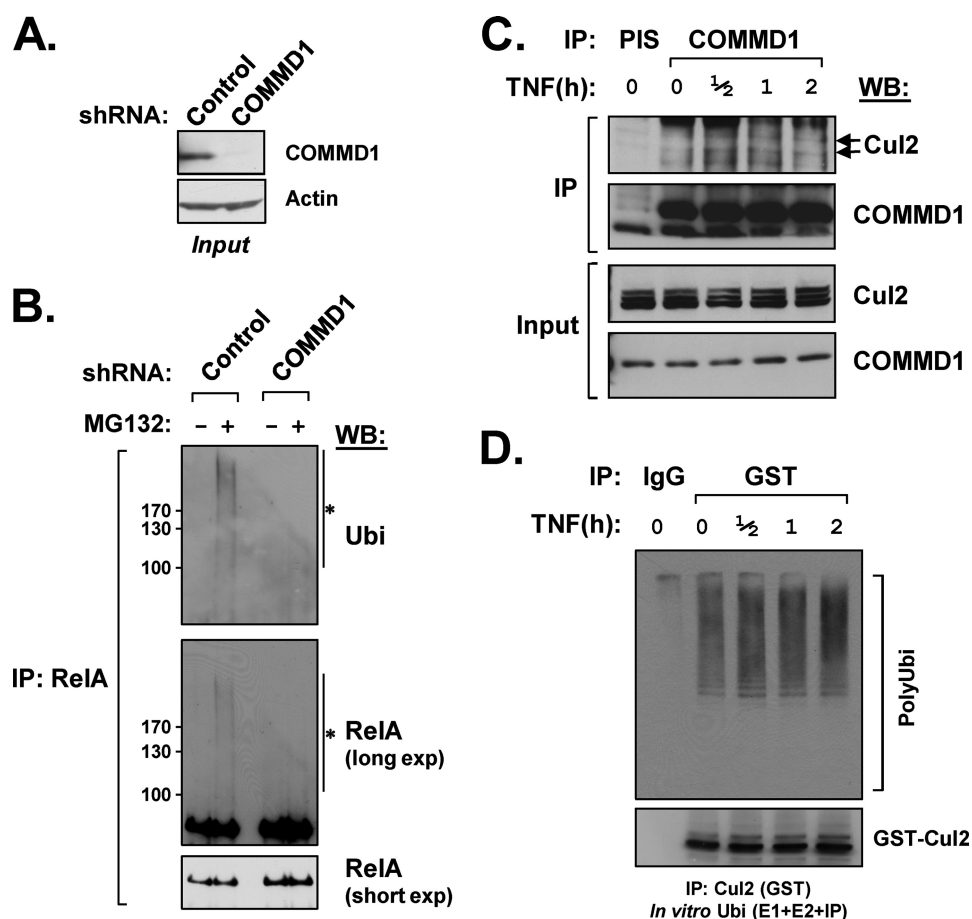 A.
shRNA: Control COMMD1
COMMD1
Actin
Input
B.
shRNA: Control COMMD1
MG132: – + – + WB:
170
130
100
* Ubi
IP: RelA
170
130
100
* RelA
(long exp)
RelA
(short exp)
C.
IP: PIS COMMD1
TNF(h): 0 0 ½ 1 2 WB:
IP
Cul2
COMMD1
Input
Cul2
COMMD1
D.
IP: IgG GST
TNF(h): 0 0 ½ 1 2
PolyUbi
GST-Cul2
IP: Cul2 (GST)
In vitro Ubi (E1+E2+IP)